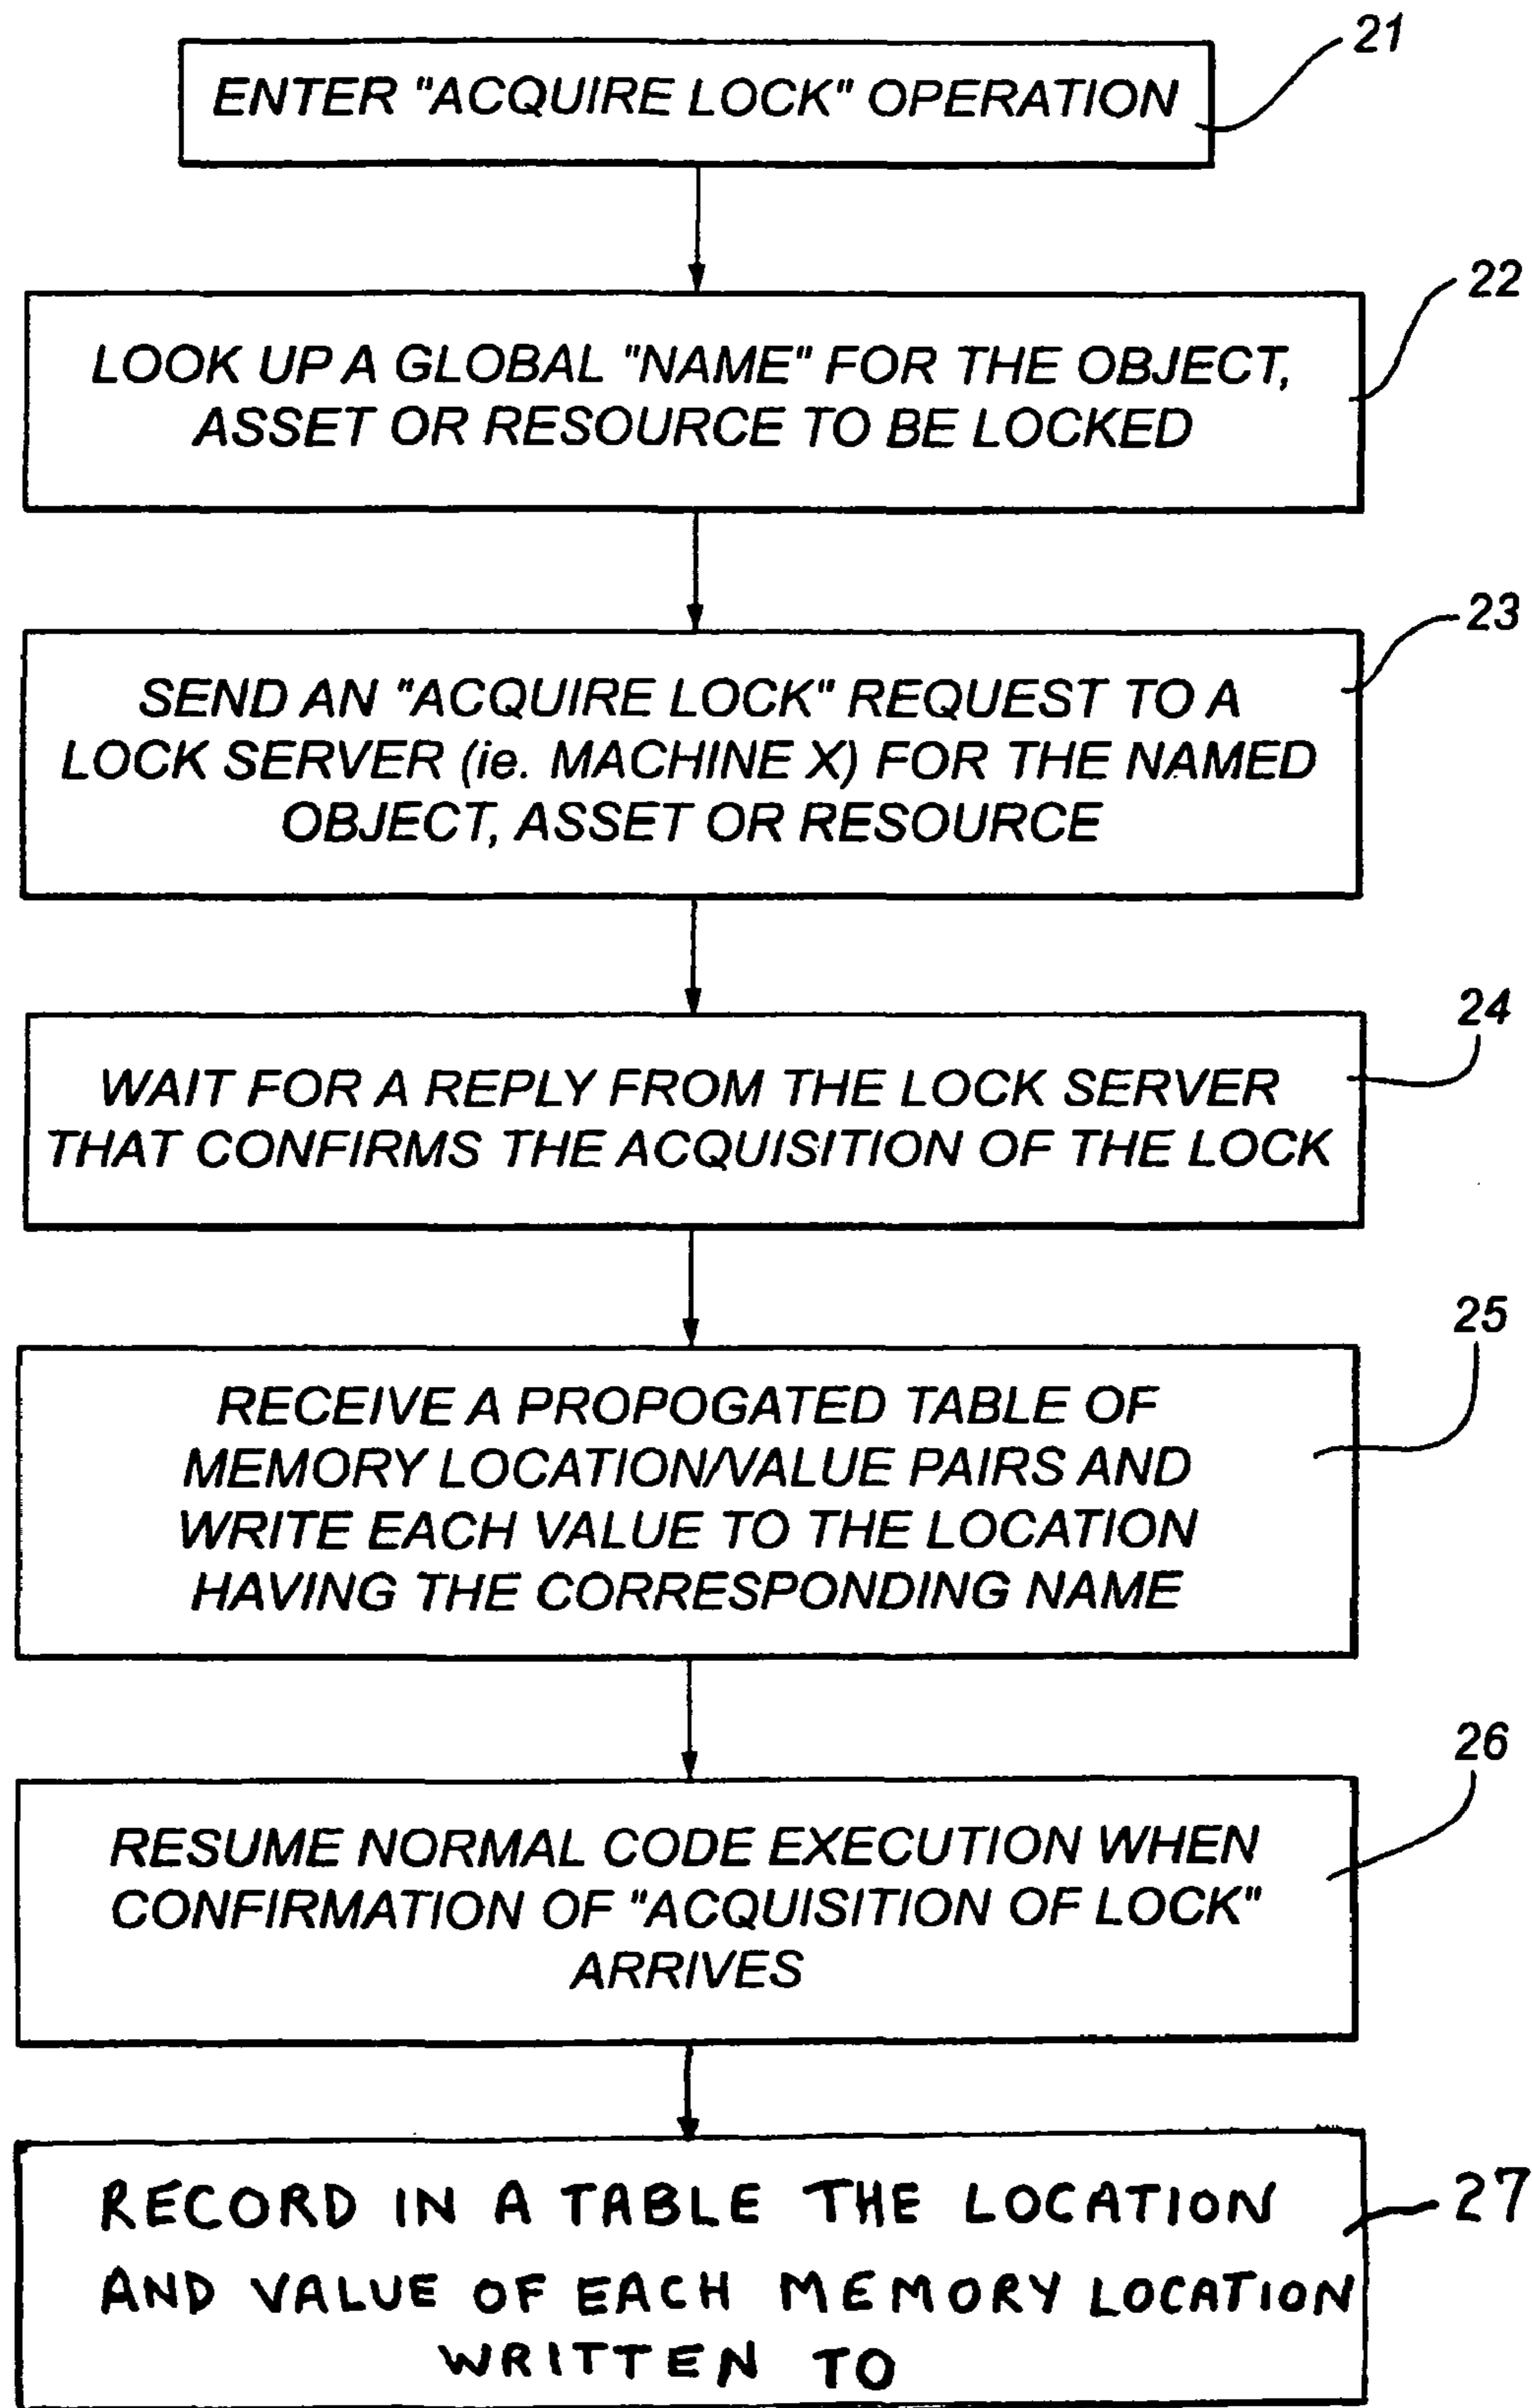 21
ENTER "ACQUIRE LOCK" OPERATION
22
LOOK UP A GLOBAL "NAME" FOR THE OBJECT,
ASSET OR RESOURCE TO BE LOCKED
23
SEND AN "ACQUIRE LOCK" REQUEST TO A
LOCK SERVER (ie. MACHINE X) FOR THE NAMED
OBJECT, ASSET OR RESOURCE
24
WAIT FOR A REPLY FROM THE LOCK SERVER
THAT CONFIRMS THE ACQUISITION OF THE LOCK
25
RECEIVE A PROPOGATED TABLE OF
MEMORY LOCATION/VALUE PAIRS AND
WRITE EACH VALUE TO THE LOCATION
HAVING THE CORRESPONDING NAME
26
RESUME NORMAL CODE EXECUTION WHEN
CONFIRMATION OF "ACQUISITION OF LOCK"
ARRIVES
27
RECORD IN A TABLE THE LOCATION
AND VALUE OF EACH MEMORY LOCATION
WRITTEN TO